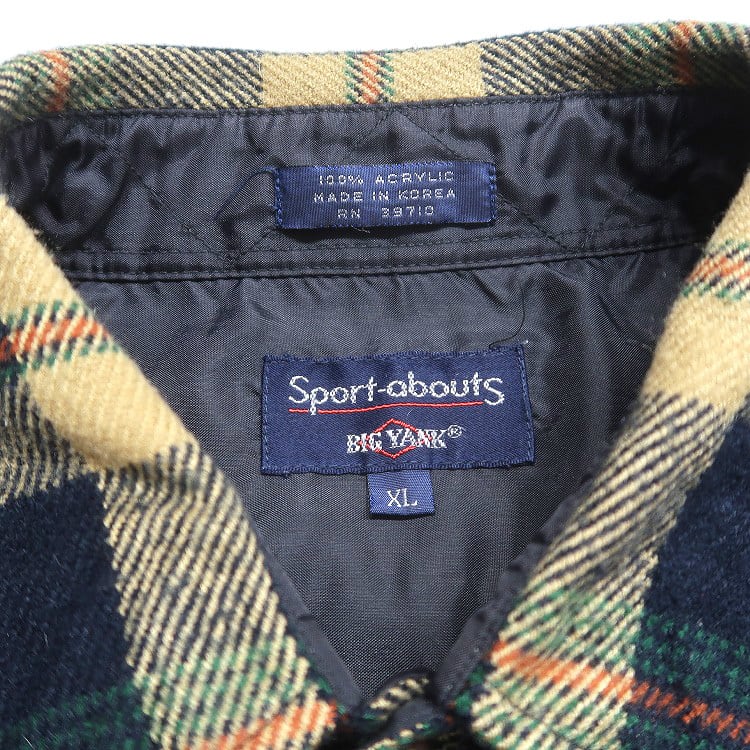 100% ACRYLIC
MADE IN KOREA
RN 39710
Sport-aboutS
BIG YANK®
XL